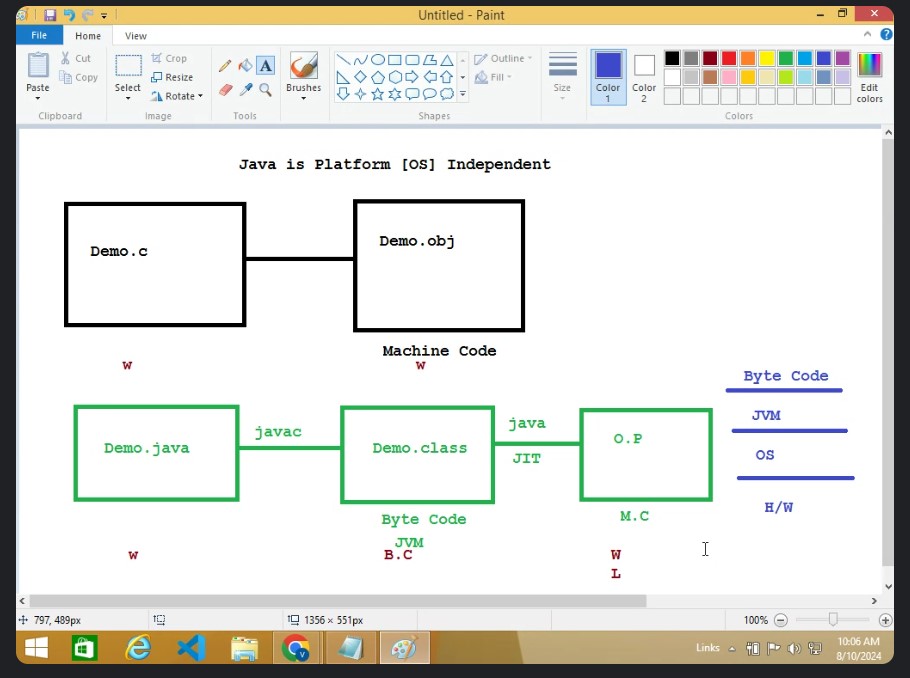 Untitled - Paint
File Home View
Paste
Cut
Copy
Clipboard
Select
Crop
Resize
Rotate
Image
Tools
Brushes
Outline
Fill
Shapes
Size
Color 1
Color 2
Edit colors
Colors
Java is Platform [OS] Independent
Demo.c
Demo.obj
Machine Code
w
w
Demo.java
javac
Demo.class
java
JIT
O.P
Byte Code
JVM
M.C
w
B.C
W
L
Byte Code
JVM
OS
H/W
797, 489px
1356 × 551px
100%
Links
10:06 AM
8/10/2024